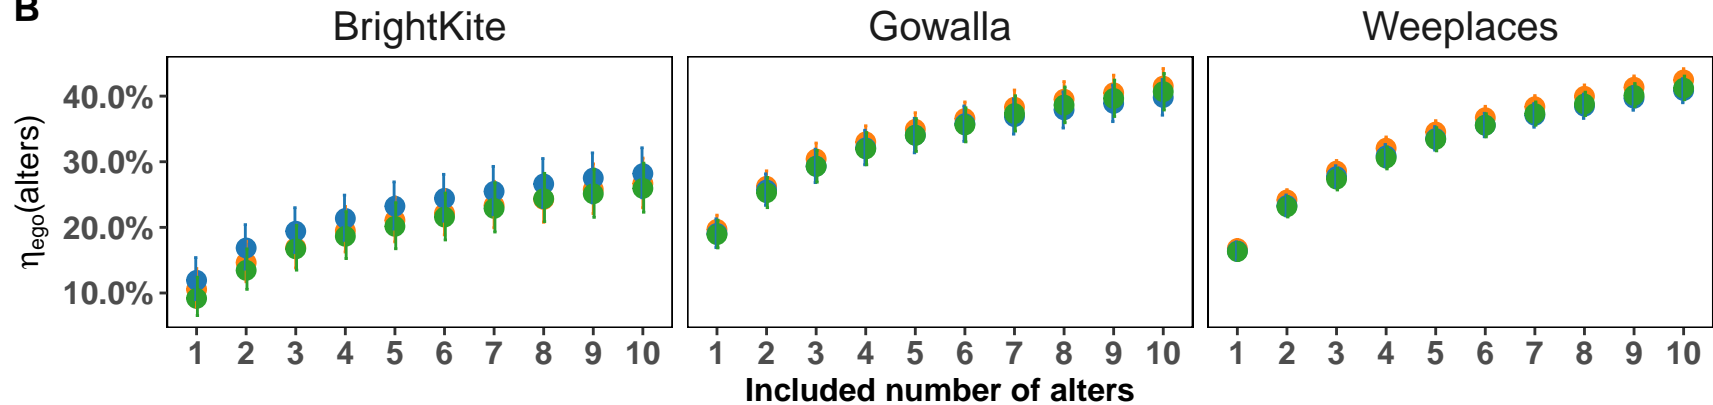 B
BrightKite Gowalla Weeplaces
ηego(alters)
40.0%
30.0%
20.0%
10.0%
1 2 3 4 5 6 7 8 9 10 1 2 3 4 5 6 7 8 9 10 1 2 3 4 5 6 7 8 9 10
Included number of alters